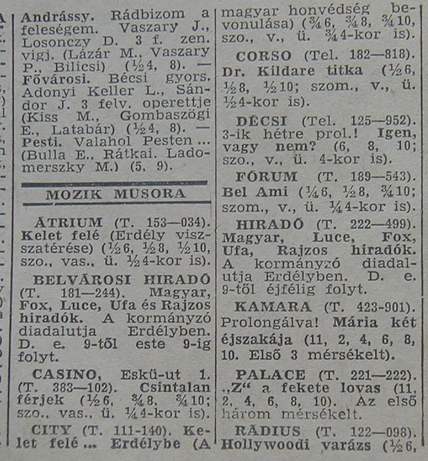 Andrássy. Rádbizom a
feleségem. Vaszary J.,
Losonczy D. 3 f. zen.
vigj. (Lázár M., Vaszary
P., Bilicsi) (½4, 8). —
Fővárosi. Bécsi gyors.
Adonyi Keller L., Sán-
dor J. 3 felv. operettje
(Kiss M., Gombaszögi
E., Latabár) (½4, 8). —
Pesti. Valahol Pesten...
(Bulla E., Rátkai. Lado-
merszky M.) (5, 9).
MOZIK MŰSORA
ÁTRIUM (T. 153—034).
Kelet felé (Erdély visz-
szatérése) (½6, ½8, ½10,
szo., vas., ü. ½4-kor is).
BELVÁROSI HIRADÓ
(T. 181—244). Magyar,
Fox, Luce, Ufa és Rajzos
hiradók. A kormányzó
diadalutja Erdélyben.
D. e. 9-től este 9-ig
folyt.
CASINO, Eskü-ut 1.
(T. 383—102). Csintalan
férjek (½6, ¾8, ¾10;
szo., vas., ü. ¼4-kor is).
CITY (T. 111-140). Ke-
let felé... Erdélybe (A
magyar honvédség be-
vonulása) (¾6, ¾8, ¾10,
szo., v., ü. ¾4-kor is).
CORSO (Tel. 182—818).
Dr. Kildare titka (½6,
½8, ½10; szom., v., ü.
½4-kor is).
DÉCSI (Tel. 125—952).
3-ik hétre prol.! Igen,
vagy nem? (6, 8, 10;
szo., v., ü. 4-kor is).
FÓRUM (T. 189—543).
Bel Ami (¼6, ½8, ¾10;
szom., v., ü. ¼4-kor is).
HIRADÓ (T. 222—499).
Magyar, Luce, Fox,
Ufa, Rajzos hiradók.
A kormányzó diadal-
utja Erdélyben. D. e.
9-től éjfélig folyt.
KAMARA (T. 423-901).
Prolongálva! Mária két
éjszakája (11, 2, 4, 6, 8,
10. Első 3 mérsékelt).
PALACE (T. 221—222).
„Z” a fekete lovas (11,
2, 4, 6, 8, 10). Az első
három mérsékelt.
RADIUS (T. 122—098).
Hollywoodi varázs (½6,